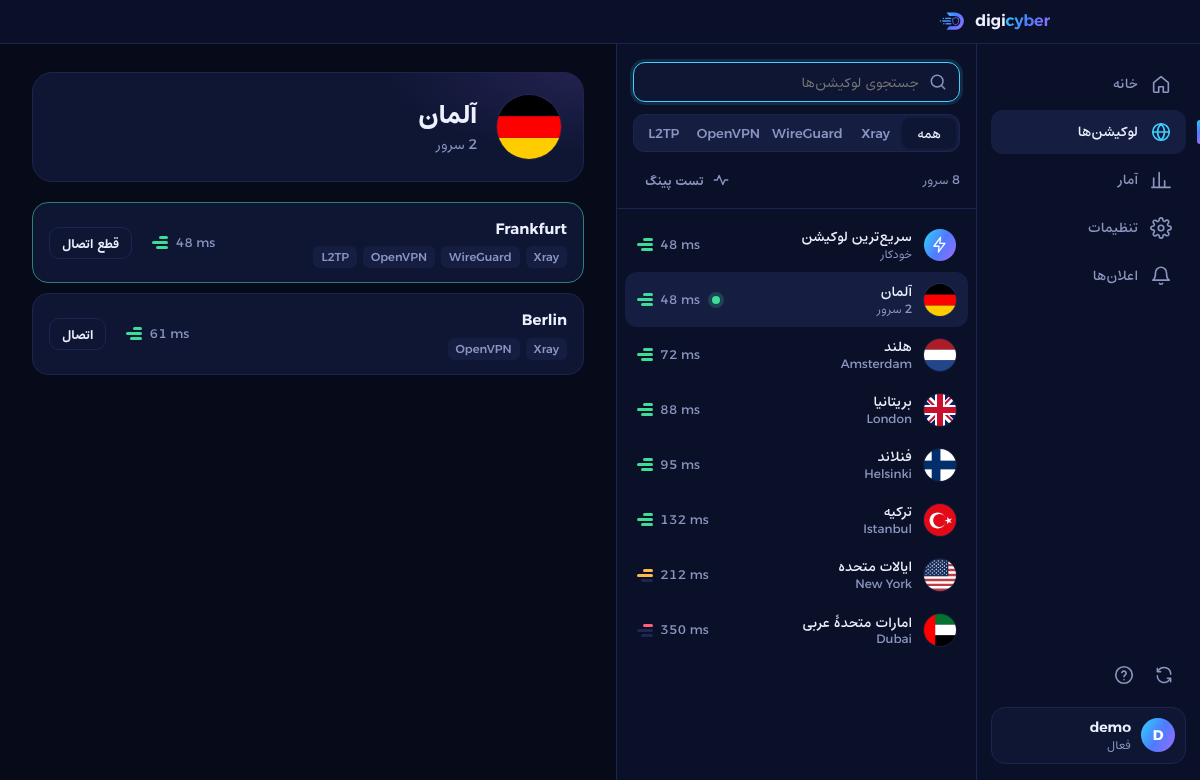 digicyber
خانه
لوکیشن‌ها
آمار
تنظیمات
اعلان‌ها
D
demo
فعال
جستجوی لوکیشن‌ها
همه
Xray
WireGuard
OpenVPN
L2TP
8 سرور
تست پینگ
سریع‌ترین لوکیشن
خودکار
48 ms
آلمان
2 سرور
48 ms
هلند
Amsterdam
72 ms
بریتانیا
London
88 ms
فنلاند
Helsinki
95 ms
ترکیه
Istanbul
132 ms
ایالات متحده
New York
212 ms
امارات متحدهٔ عربی
Dubai
350 ms
آلمان
2 سرور
Frankfurt
Xray
WireGuard
OpenVPN
L2TP
48 ms
قطع اتصال
Berlin
Xray
OpenVPN
61 ms
اتصال